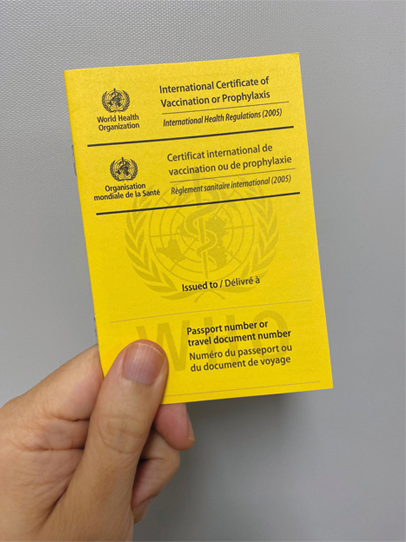 World Health
Organization
International Certificate of
Vaccination or Prophylaxis
International Health Regulations (2005)
Organisation
mondiale de la Santé
Certificat international de
vaccination ou de prophylaxie
Règlement sanitaire international (2005)
Issued to / Délivré à
WHO
Passport number or
travel document number
Numéro du passeport ou
du document de voyage